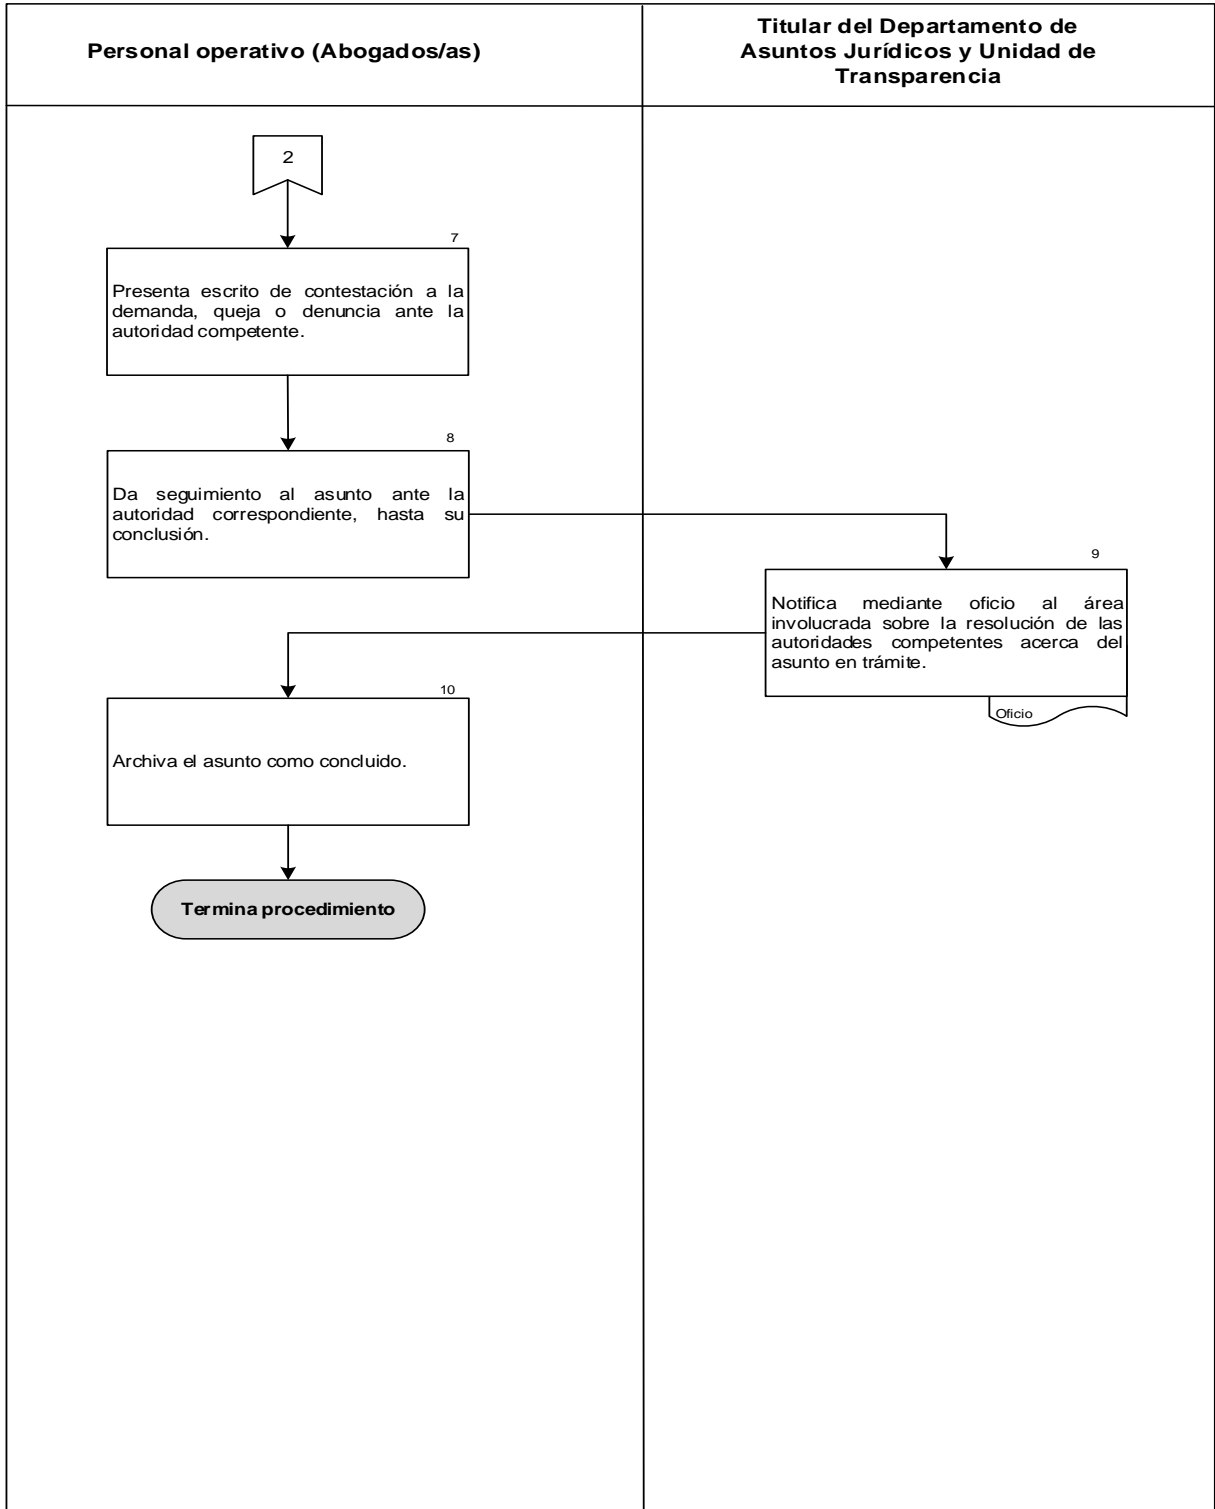 Personal operativo (Abogados/as)
Titular del Departamento de
Asuntos Jurídicos y Unidad de
Transparencia
2
7
Presenta escrito de contestación a la
demanda, queja o denuncia ante la
autoridad competente.
8
Da seguimiento al asunto ante la
autoridad correspondiente, hasta su
conclusión.
9
Notifica mediante oficio al área
involucrada sobre la resolución de las
autoridades competentes acerca del
asunto en trámite.
Oficio
10
Archiva el asunto como concluido.
Termina procedimiento